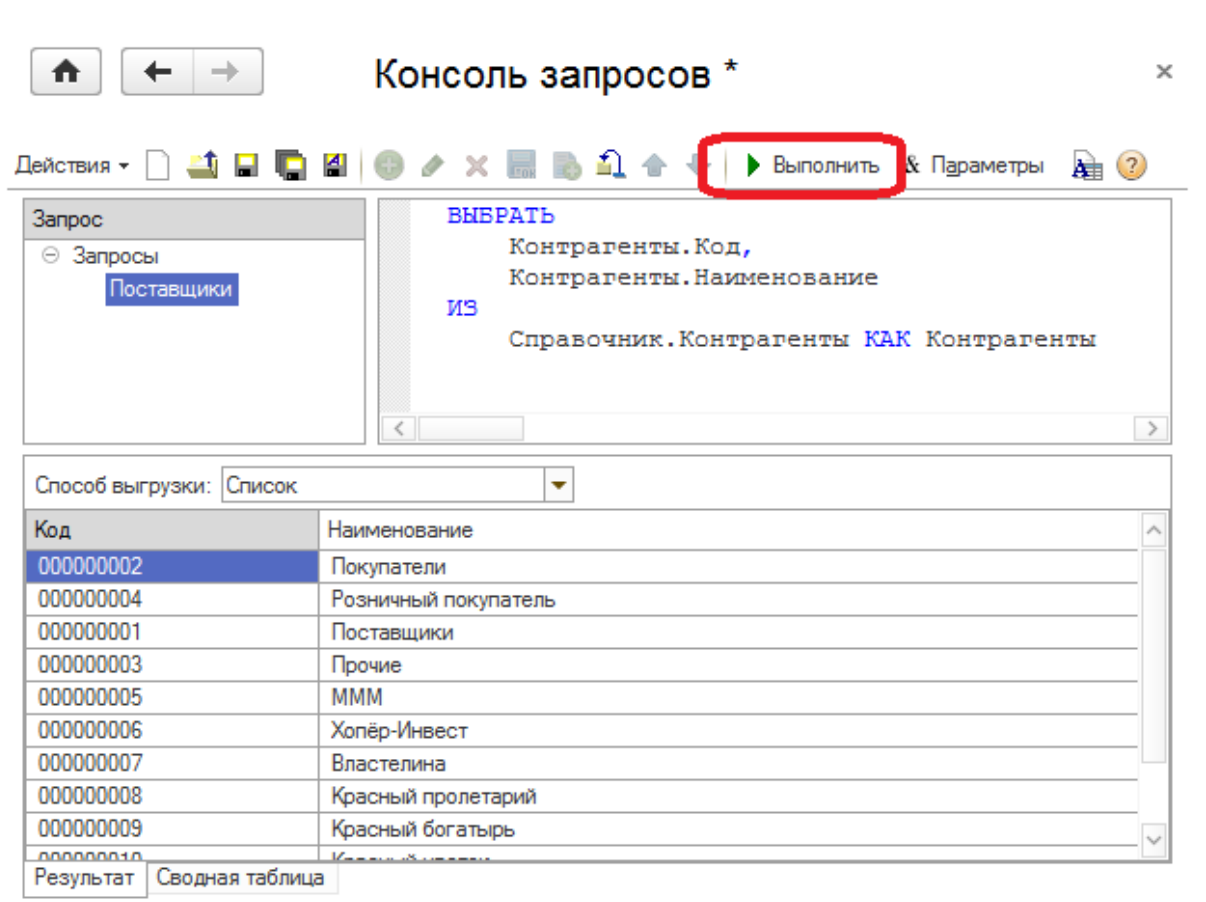 Консоль запросов *
Действия Выполнить & Параметры
Запрос
Запросы
Поставщики
ВЫБРАТЬ
Контрагенты.Код,
Контрагенты.Наименование
ИЗ
Справочник.Контрагенты КАК Контрагенты
Способ выгрузки: Список
Код Наименование
000000002 Покупатели
000000004 Розничный покупатель
000000001 Поставщики
000000003 Прочие
000000005 МММ
000000006 Хопёр-Инвест
000000007 Властелина
000000008 Красный пролетарий
000000009 Красный богатырь
000000010
Результат Сводная таблица